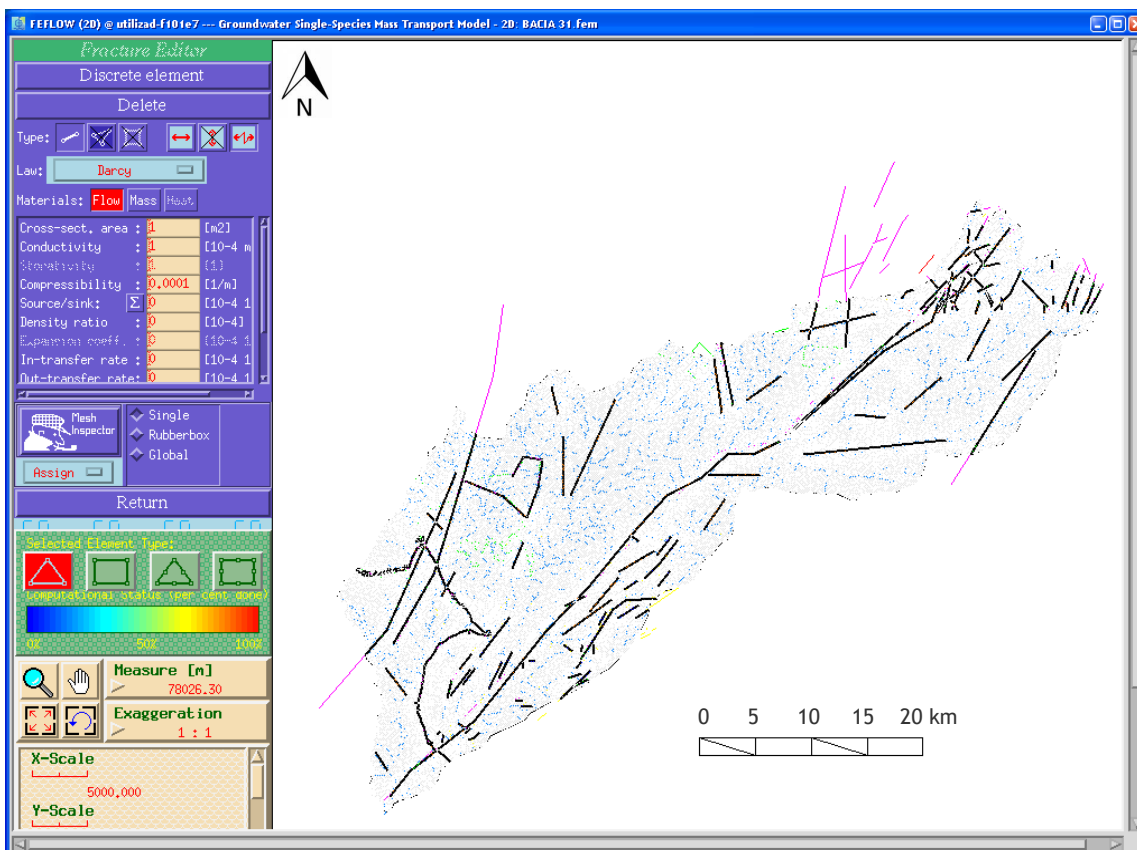 FEFLOW (2D) @ utilizad-f101e7 --- Groundwater Single-Species Mass Transport Model - 2D: BACIA 31.fem
Fracture Editor
Discrete element
Delete
Type:
Law: Darcy
Materials: Flow Mass Heat
Cross-sect. area : 1 [m2]
Conductivity : 1 [10-4 m
Storativity : 1 [1]
Compressibility : 0.0001 [1/m]
Source/sink: Σ 0 [10-4 1
Density ratio : 0 [10-4]
Expansion coeff. : 0 [10-4 1
In-transfer rate : 0 [10-4 1
Out-transfer rate: 0 [10-4 1
Mesh
Inspector
Assign
Single
Rubberbox
Global
Return
Selected Element Type:
Computational status (per cent done)
0% 50% 100%
Measure [m]
78026.30
Exaggeration
1 : 1
X-Scale
5000.000
Y-Scale
N
0 5 10 15 20 km